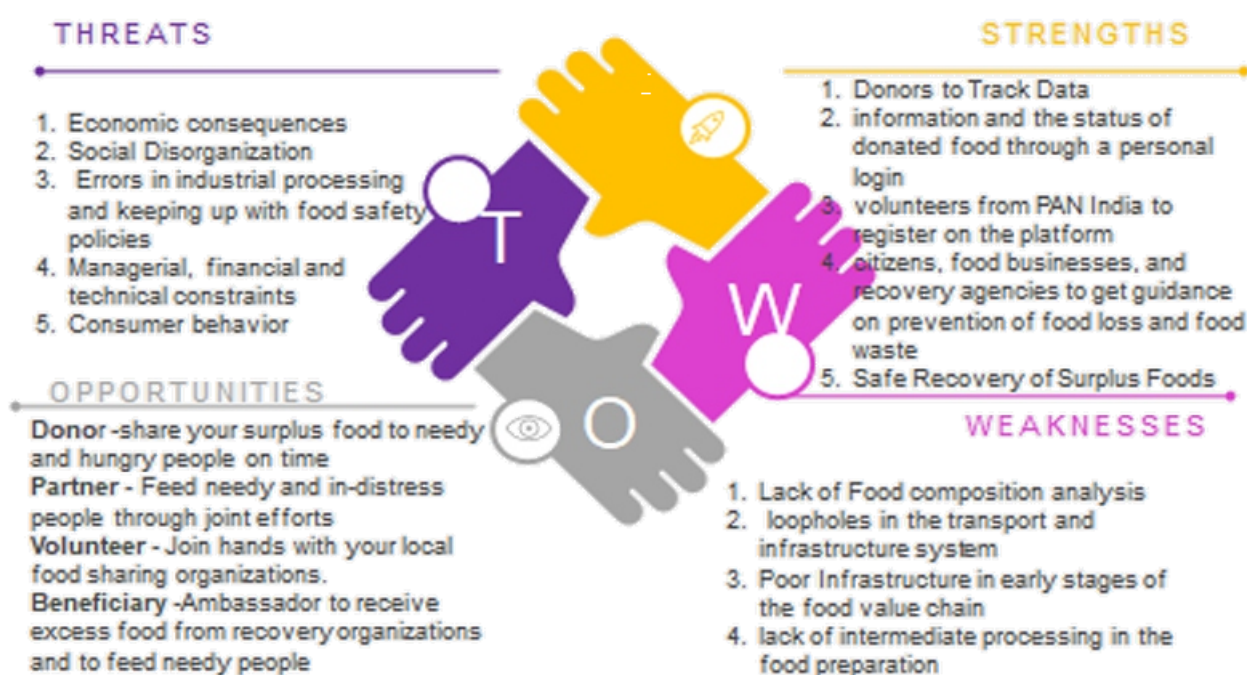 THREATS
1. Economic consequences
2. Social Disorganization
3. Errors in industrial processing
and keeping up with food safety
policies
4. Managerial, financial and
technical constraints
5. Consumer behavior
STRENGTHS
1. Donors to Track Data
2. information and the status of
donated food through a personal
login
3. volunteers from PAN India to
register on the platform
4. citizens, food businesses, and
recovery agencies to get guidance
on prevention of food loss and food
waste
5. Safe Recovery of Surplus Foods
T
W
O
OPPORTUNITIES
Donor -share your surplus food to needy
and hungry people on time
Partner - Feed needy and in-distress
people through joint efforts
Volunteer - Join hands with your local
food sharing organizations.
Beneficiary -Ambassador to receive
excess food from recovery organizations
and to feed needy people
WEAKNESSES
1. Lack of Food composition analysis
2. loopholes in the transport and
infrastructure system
3. Poor Infrastructure in early stages of
the food value chain
4. lack of intermediate processing in the
food preparation